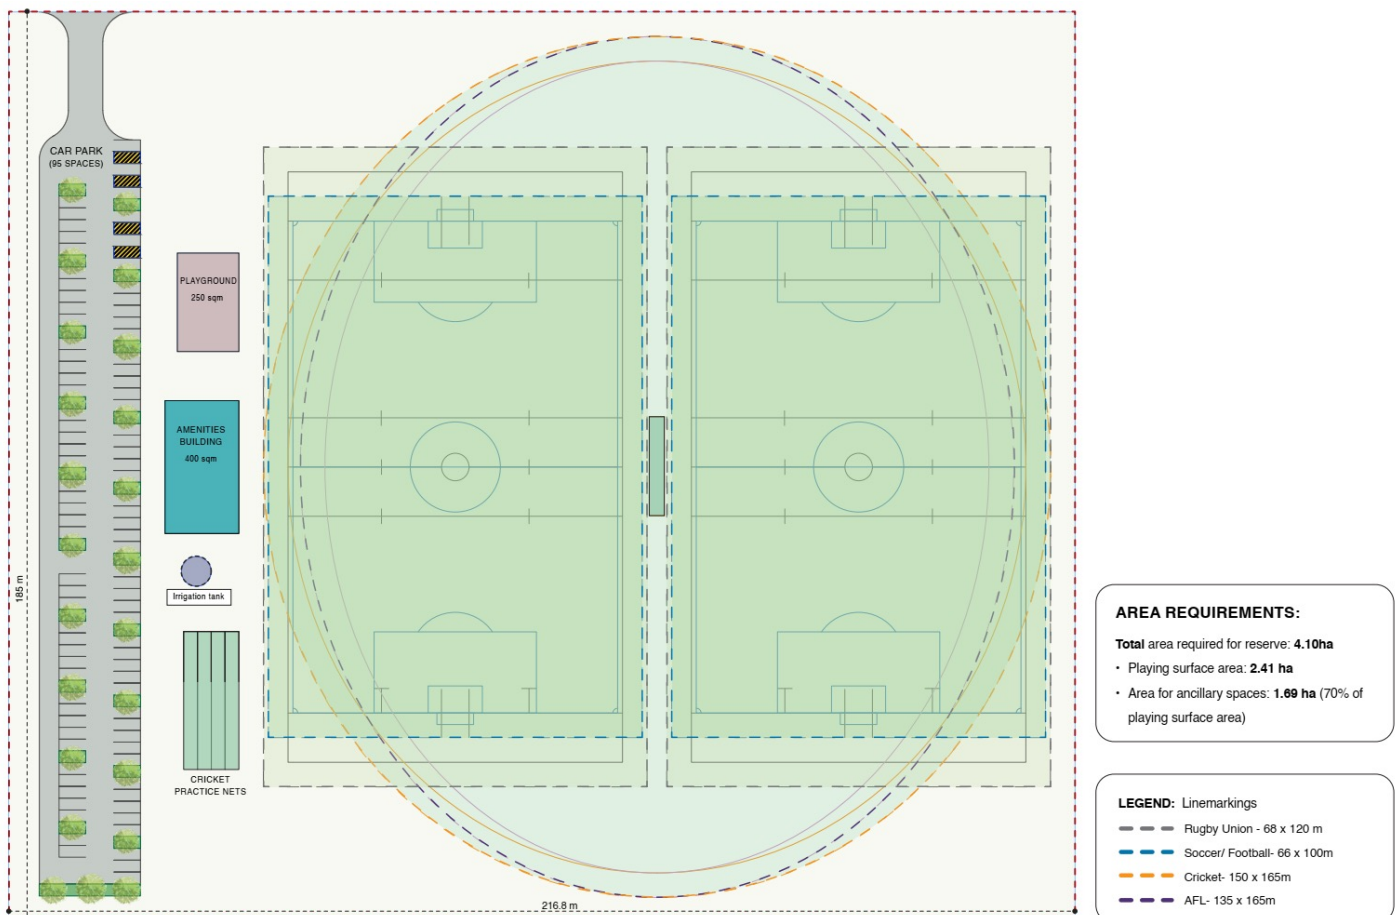 CAR PARK
(95 SPACES)
PLAYGROUND
250 sqm
AMENITIES
BUILDING
400 sqm
Irrigation tank
CRICKET
PRACTICE NETS
185 m
216.8 m
AREA REQUIREMENTS:
Total area required for reserve: 4.10ha
• Playing surface area: 2.41 ha
• Area for ancillary spaces: 1.69 ha (70% of
playing surface area)
LEGEND: Linemarkings
Rugby Union - 68 x 120 m
Soccer/ Football- 66 x 100m
Cricket- 150 x 165m
AFL- 135 x 165m